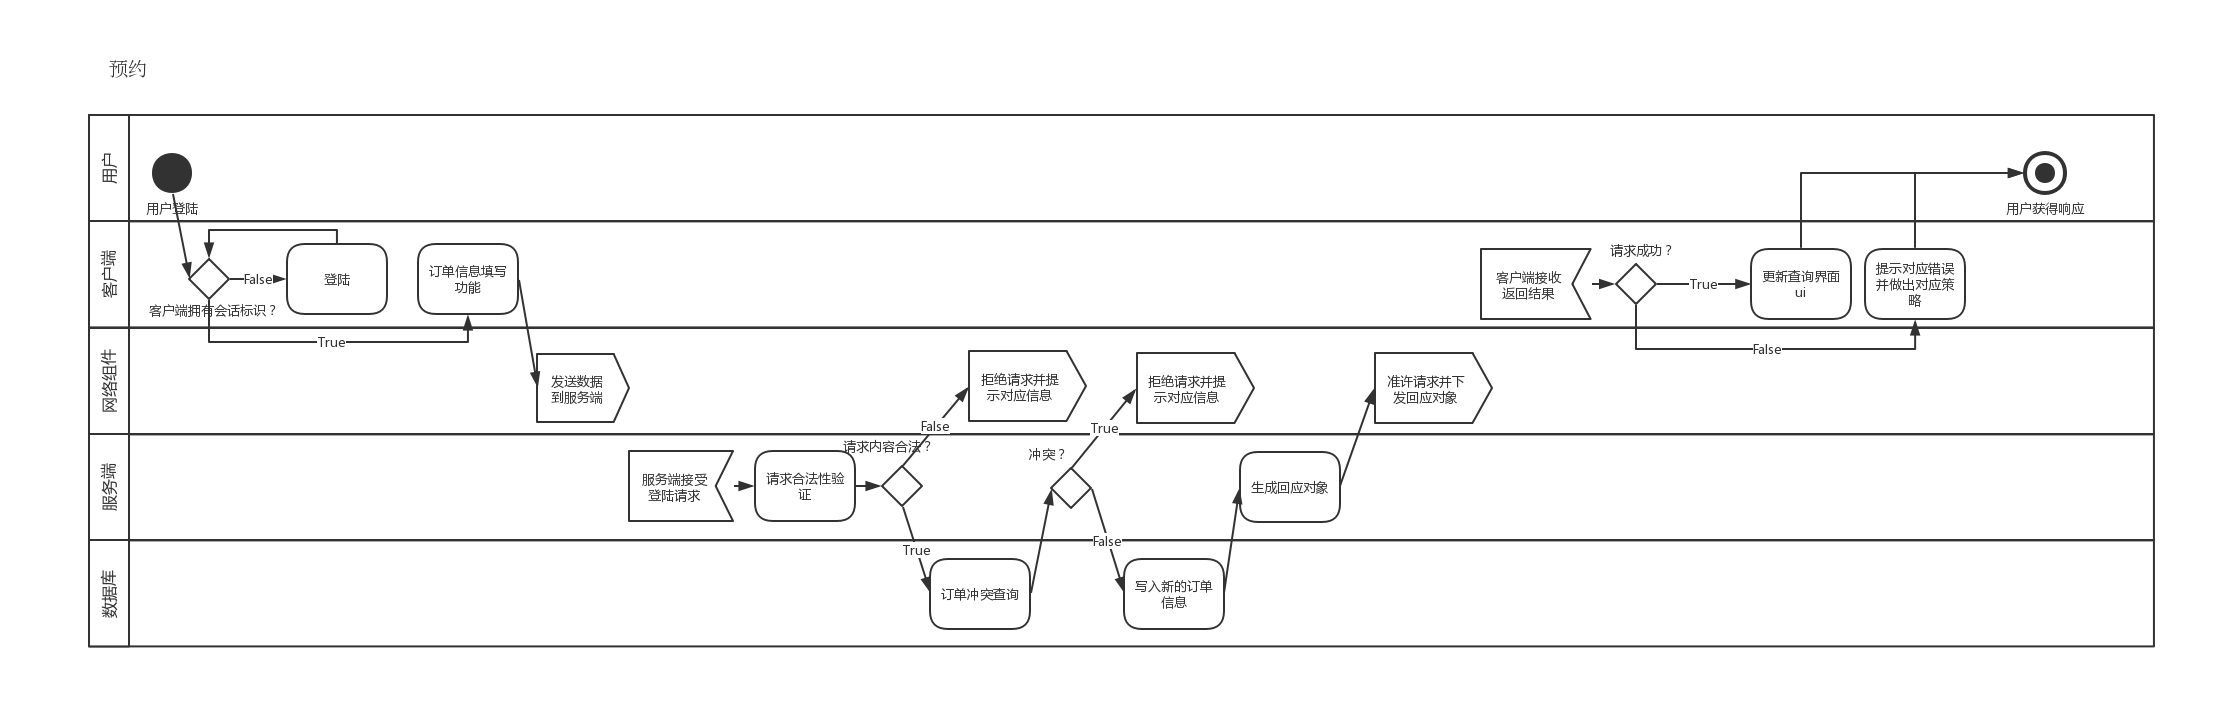 预约
用户
用户登陆
用户获得响应
客户端
False
登陆
客户端拥有会话标识？
True
订单信息填写
功能
客户端接收
返回结果
请求成功？
True
更新查询界面
ui
提示对应错误
并做出对应策
略
False
网络组件
发送数据
到服务端
拒绝请求并提
示对应信息
拒绝请求并提
示对应信息
准许请求并下
发回应对象
False
True
服务端
服务端接受
登陆请求
请求合法性验
证
请求内容合法？
冲突？
生成回应对象
True
False
数据库
订单冲突查询
写入新的订单
信息